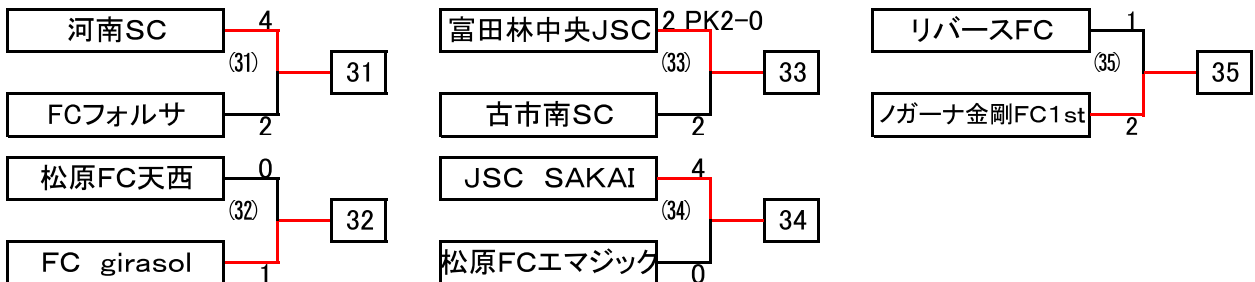 河南SC 4
(31) 31
FCフォルサ 2
松原FC天西 0
(32) 32
FC girasol 1
富田林中央JSC 2 PK2-0
(33) 33
古市南SC 2
JSC SAKAI 4
(34) 34
松原FCエマジック 0
リバースFC 1
(35) 35
ノガーナ金剛FC1st 2